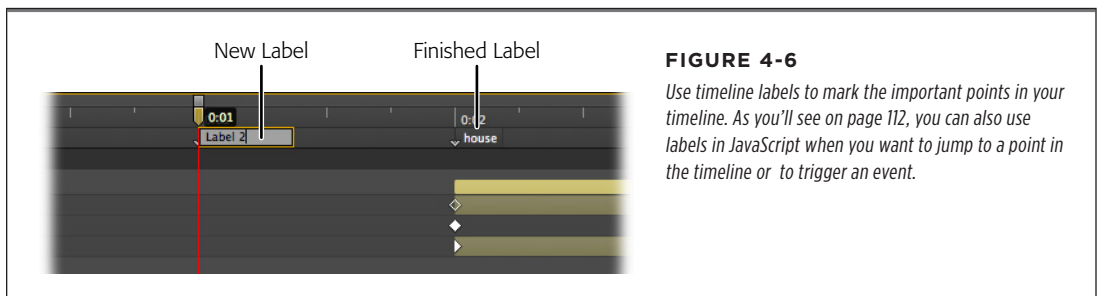 New Label Finished Label
0:01 0:02
Label 2 house
FIGURE 4-6
Use timeline labels to mark the important points in your
timeline. As you'll see on page 112, you can also use
labels in JavaScript when you want to jump to a point in
the timeline or to trigger an event.